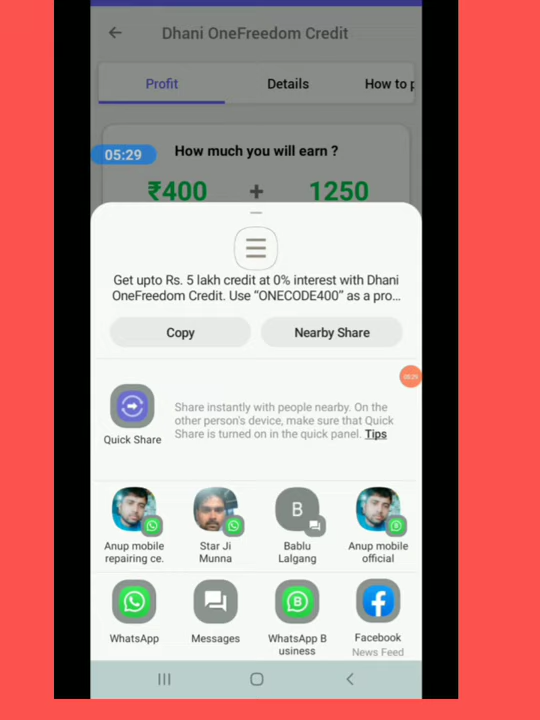 Dhani OneFreedom Credit
Profit Details How to p
How much you will earn ?
05:29
₹400 + 1250
Get upto Rs. 5 lakh credit at 0% interest with Dhani
OneFreedom Credit. Use “ONECODE400” as a pro...
Copy Nearby Share
05:29
Share instantly with people nearby. On the
other person's device, make sure that Quick
Share is turned on in the quick panel. Tips
Quick Share
B
Anup mobile
repairing ce.
Star Ji
Munna
Bablu
Lalgang
Anup mobile
official
WhatsApp
Messages
WhatsApp B
usiness
Facebook
News Feed